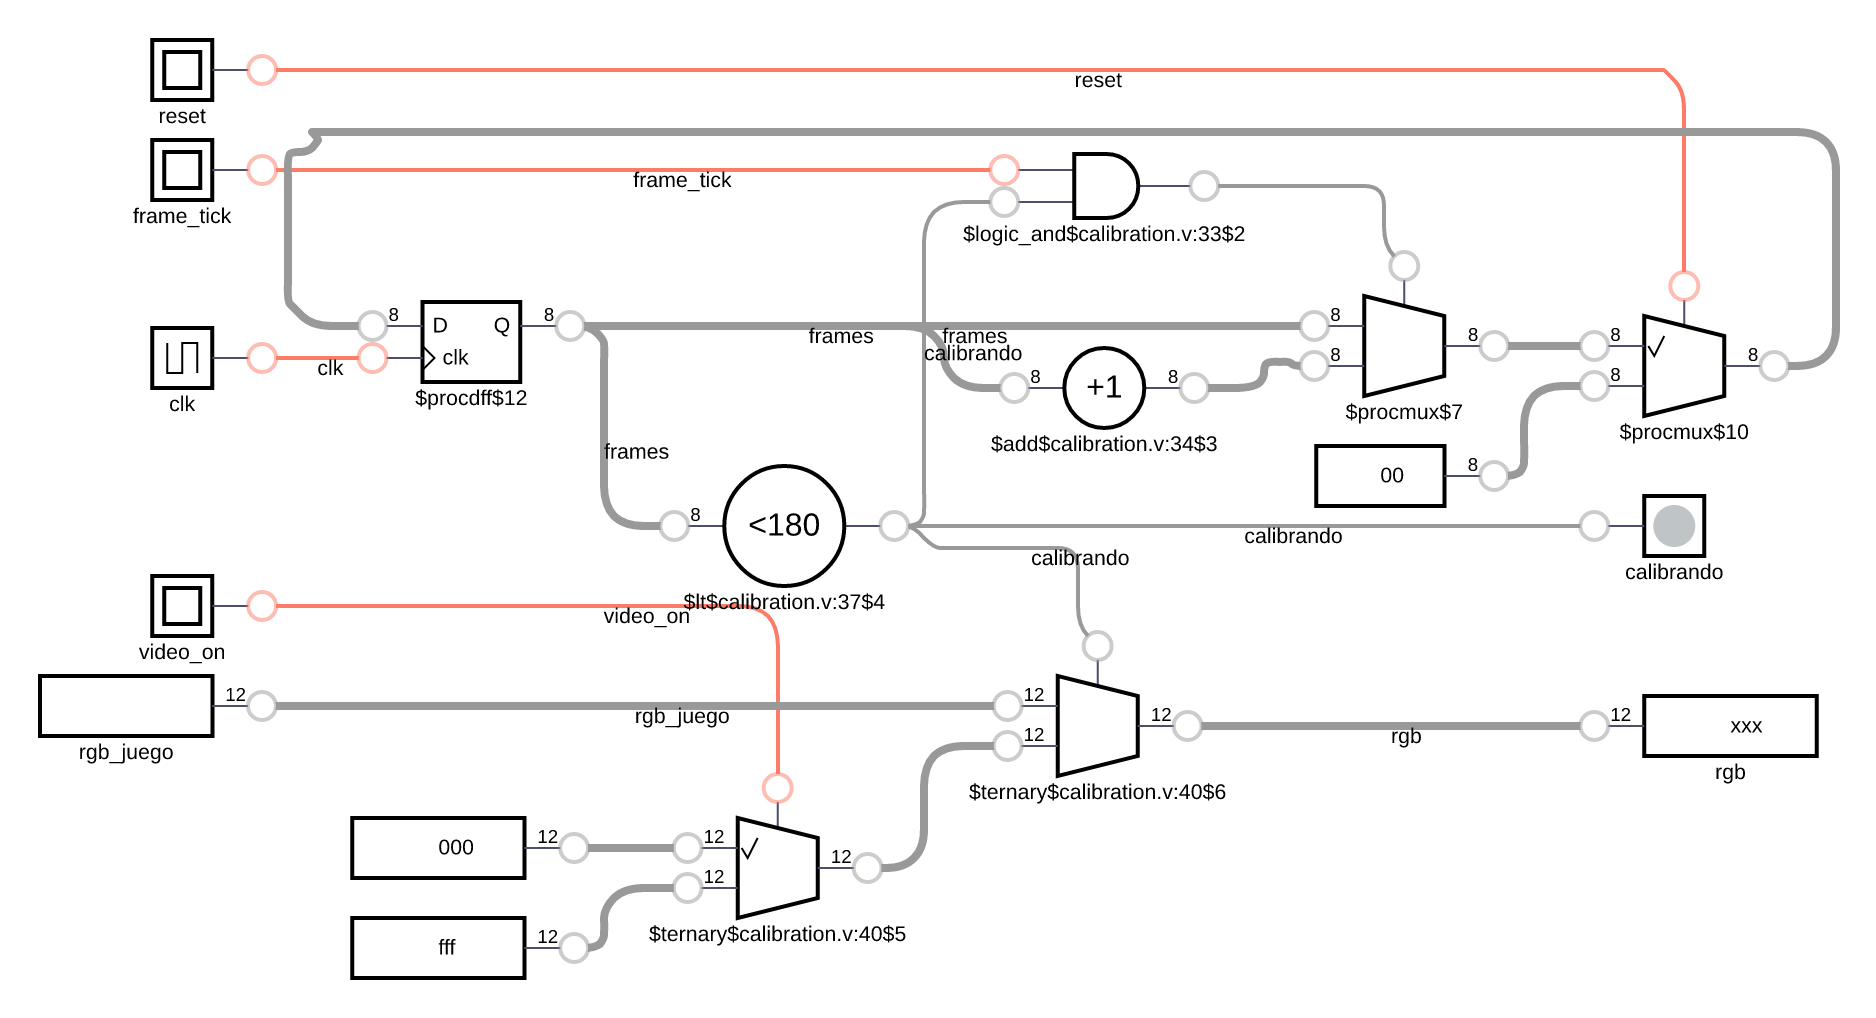 reset
reset
frame_tick
frame_tick
$logic_and$calibration.v:33$2
8
D
Q
8
clk
clk
clk
$procdff$12
frames
frames
calibrando
8
+1
8
$add$calibration.v:34$3
8
8
8
$procmux$7
8
8
8
$procmux$10
00
8
frames
8
<180
$lt$calibration.v:37$4
calibrando
calibrando
calibrando
video_on
video_on
12
rgb_juego
rgb_juego
12
12
12
$ternary$calibration.v:40$6
rgb
12
xxx
rgb
000
12
12
12
12
fff
12
$ternary$calibration.v:40$5